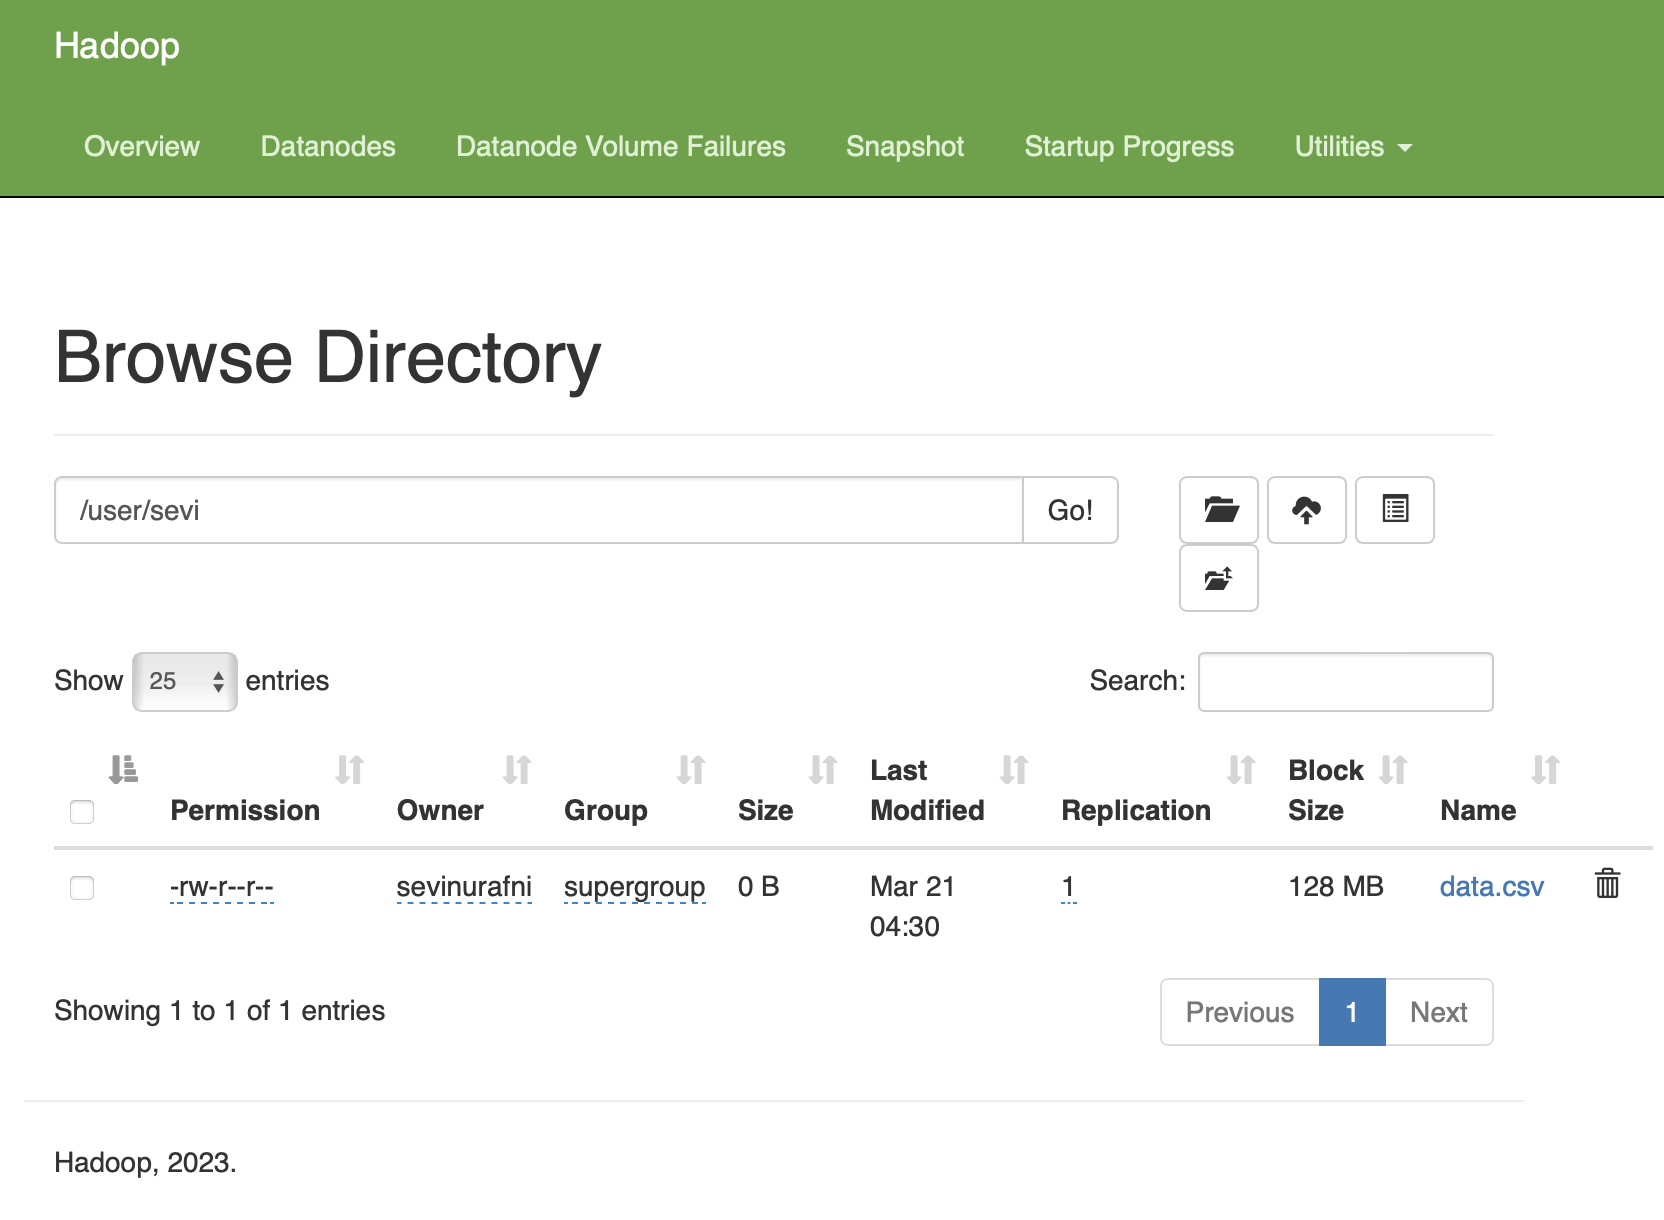 Hadoop
Overview Datanodes Datanode Volume Failures Snapshot Startup Progress Utilities
Browse Directory
/user/sevi Go!
Show 25 entries Search:
Permission Owner Group Size Last Modified Replication Block Size Name
-rw-r--r-- sevinurafni supergroup 0 B Mar 21 04:30 1 128 MB data.csv
Showing 1 to 1 of 1 entries Previous 1 Next
Hadoop, 2023.